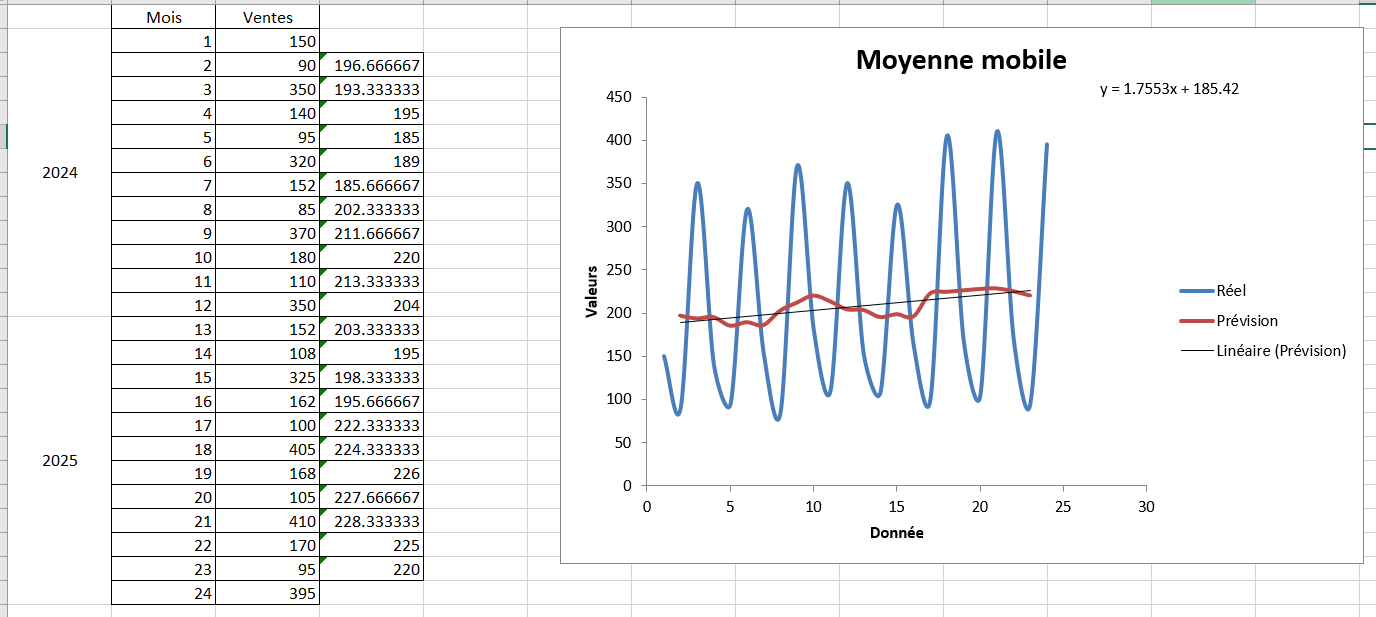 Mois Ventes
1 150
2 90 196.666667
3 350 193.333333
4 140 195
5 95 185
6 320 189
2024
7 152 185.666667
8 85 202.333333
9 370 211.666667
10 180 220
11 110 213.333333
12 350 204
13 152 203.333333
14 108 195
15 325 198.333333
16 162 195.666667
17 100 222.333333
18 405 224.333333
2025
19 168 226
20 105 227.666667
21 410 228.333333
22 170 225
23 95 220
24 395
Moyenne mobile
y = 1.7553x + 185.42
450
400
350
300
250
200
150
100
50
0
Valeurs
0 5 10 15 20 25 30
Donnée
Réel
Prévision
Linéaire (Prévision)